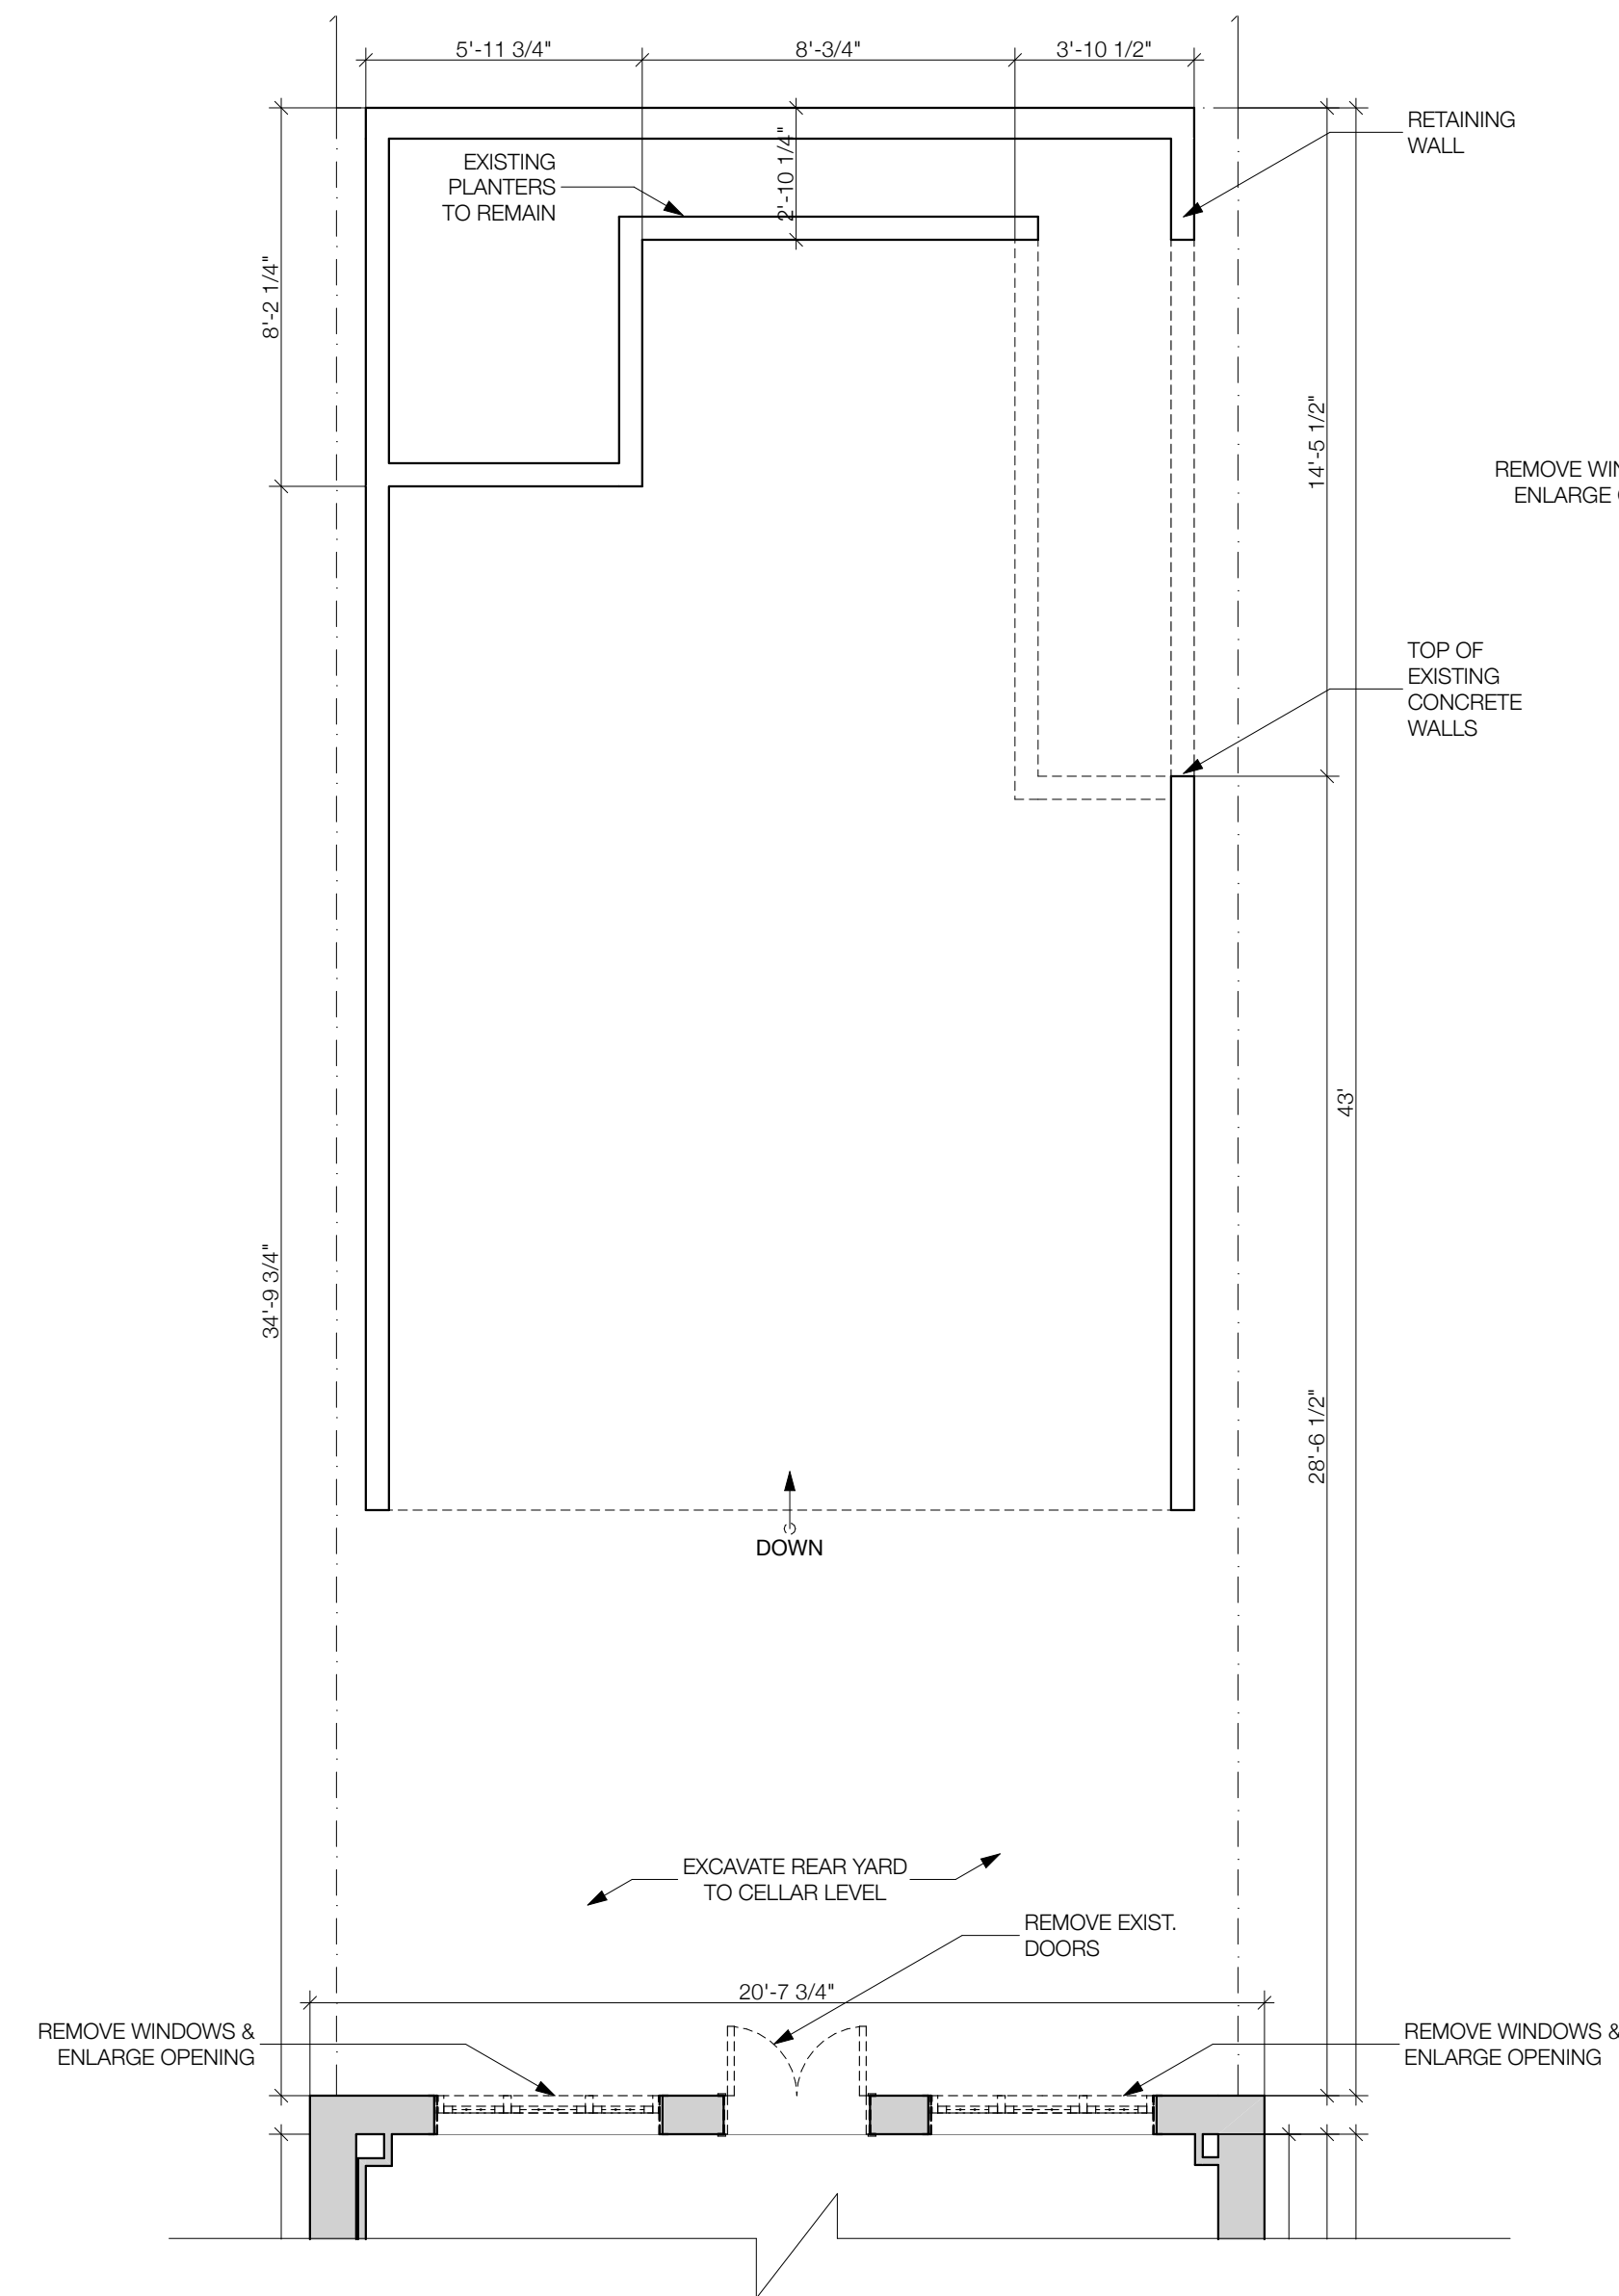 5'-11 3/4"
8'-3/4"
3'-10 1/2"
RETAINING
WALL
2'-10 1/4"
EXISTING
PLANTERS
TO REMAIN
8'-2 1/4"
14'-5 1/2"
REMOVE
ENLARGE
TOP OF
EXISTING
CONCRETE
WALLS
43'
34'-9 3/4"
28'-6 1/2"
DOWN
EXCAVATE REAR YARD
TO CELLAR LEVEL
REMOVE EXIST.
DOORS
20'-7 3/4"
REMOVE WINDOWS &
ENLARGE OPENING
REMOVE WINDOWS &
ENLARGE OPENING